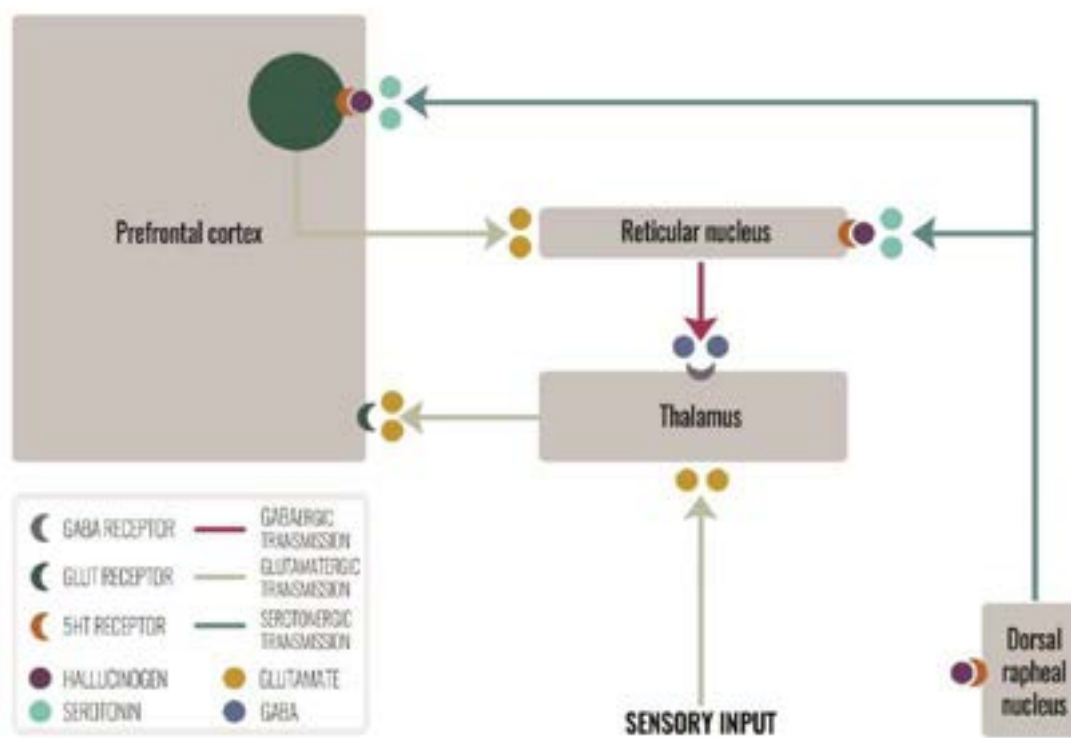 Prefrontal cortex
Reticular nucleus
Thalamus
GABA RECEPTOR
GABAERGIC
TRANSMISSION
GLUT RECEPTOR
GLUTAMATERGIC
TRANSMISSION
5HT RECEPTOR
SEROTONERGIC
TRANSMISSION
HALLUCINOGEN
GLUTAMATE
SEROTONIN
GABA
SENSORY INPUT
Dorsal
rapheal
nucleus